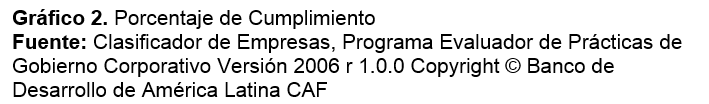 Gráfico 2. Porcentaje de Cumplimiento
Fuente: Clasificador de Empresas, Programa Evaluador de Prácticas de
Gobierno Corporativo Versión 2006 r 1.0.0 Copyright © Banco de
Desarrollo de América Latina CAF